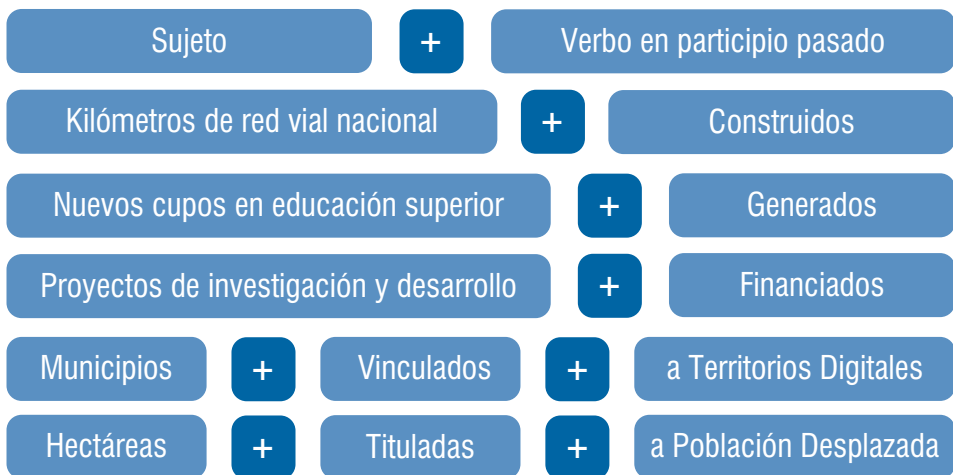 Sujeto + Verbo en participio pasado
Kilómetros de red vial nacional + Construidos
Nuevos cupos en educación superior + Generados
Proyectos de investigación y desarrollo + Financiados
Municipios + Vinculados + a Territorios Digitales
Hectáreas + Tituladas + a Población Desplazada